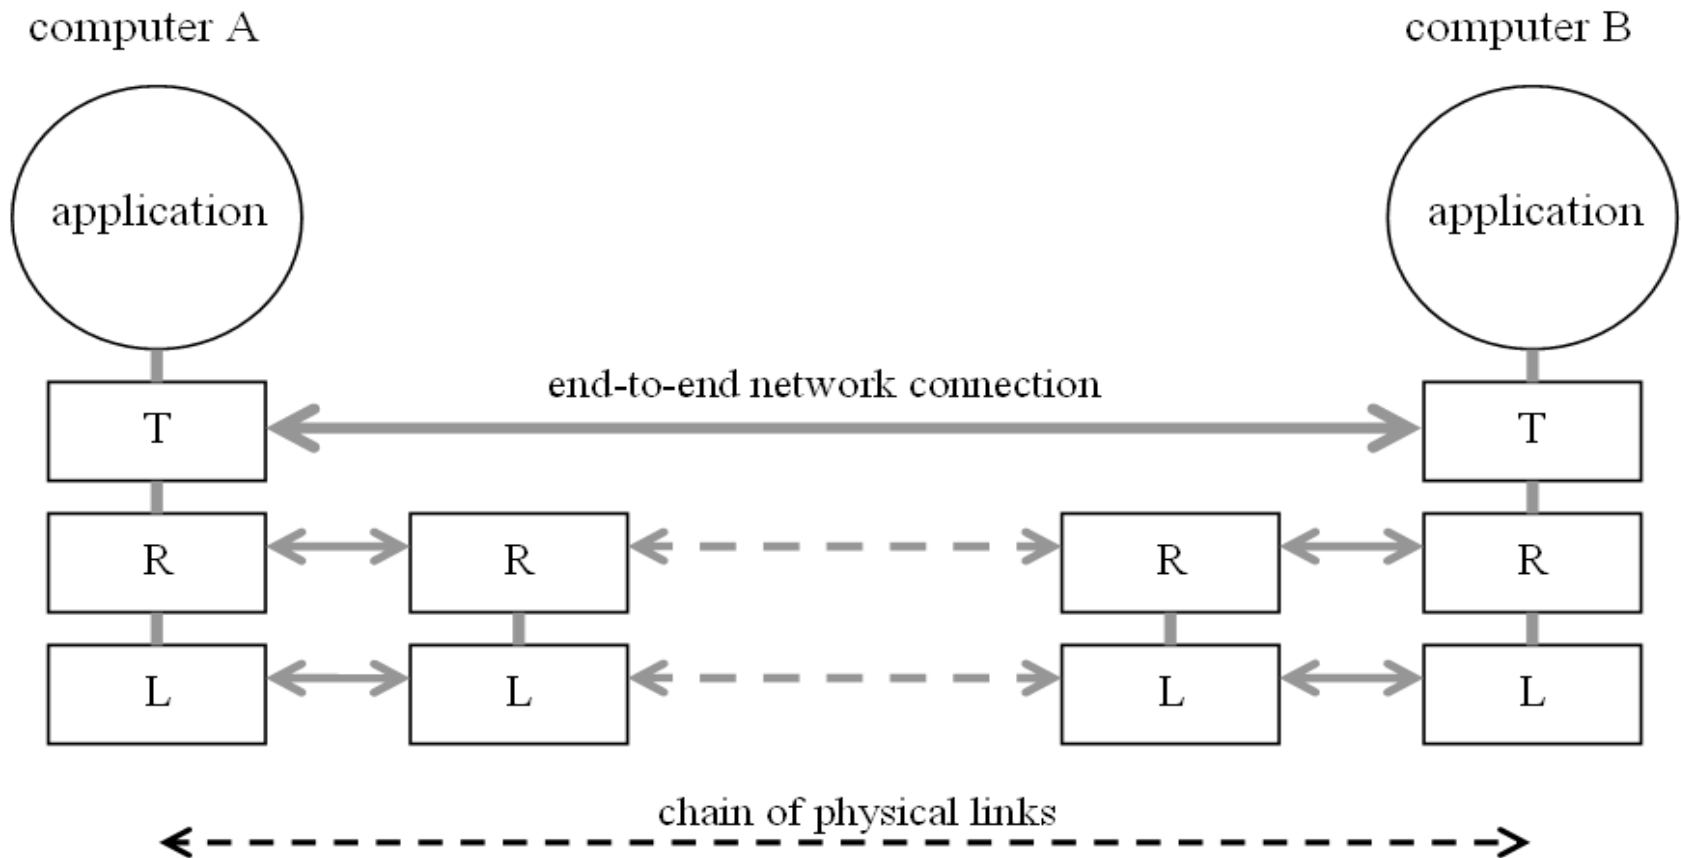 computer A
computer B
application
application
end-to-end network connection
T
T
R
R
R
R
L
L
L
L
chain of physical links